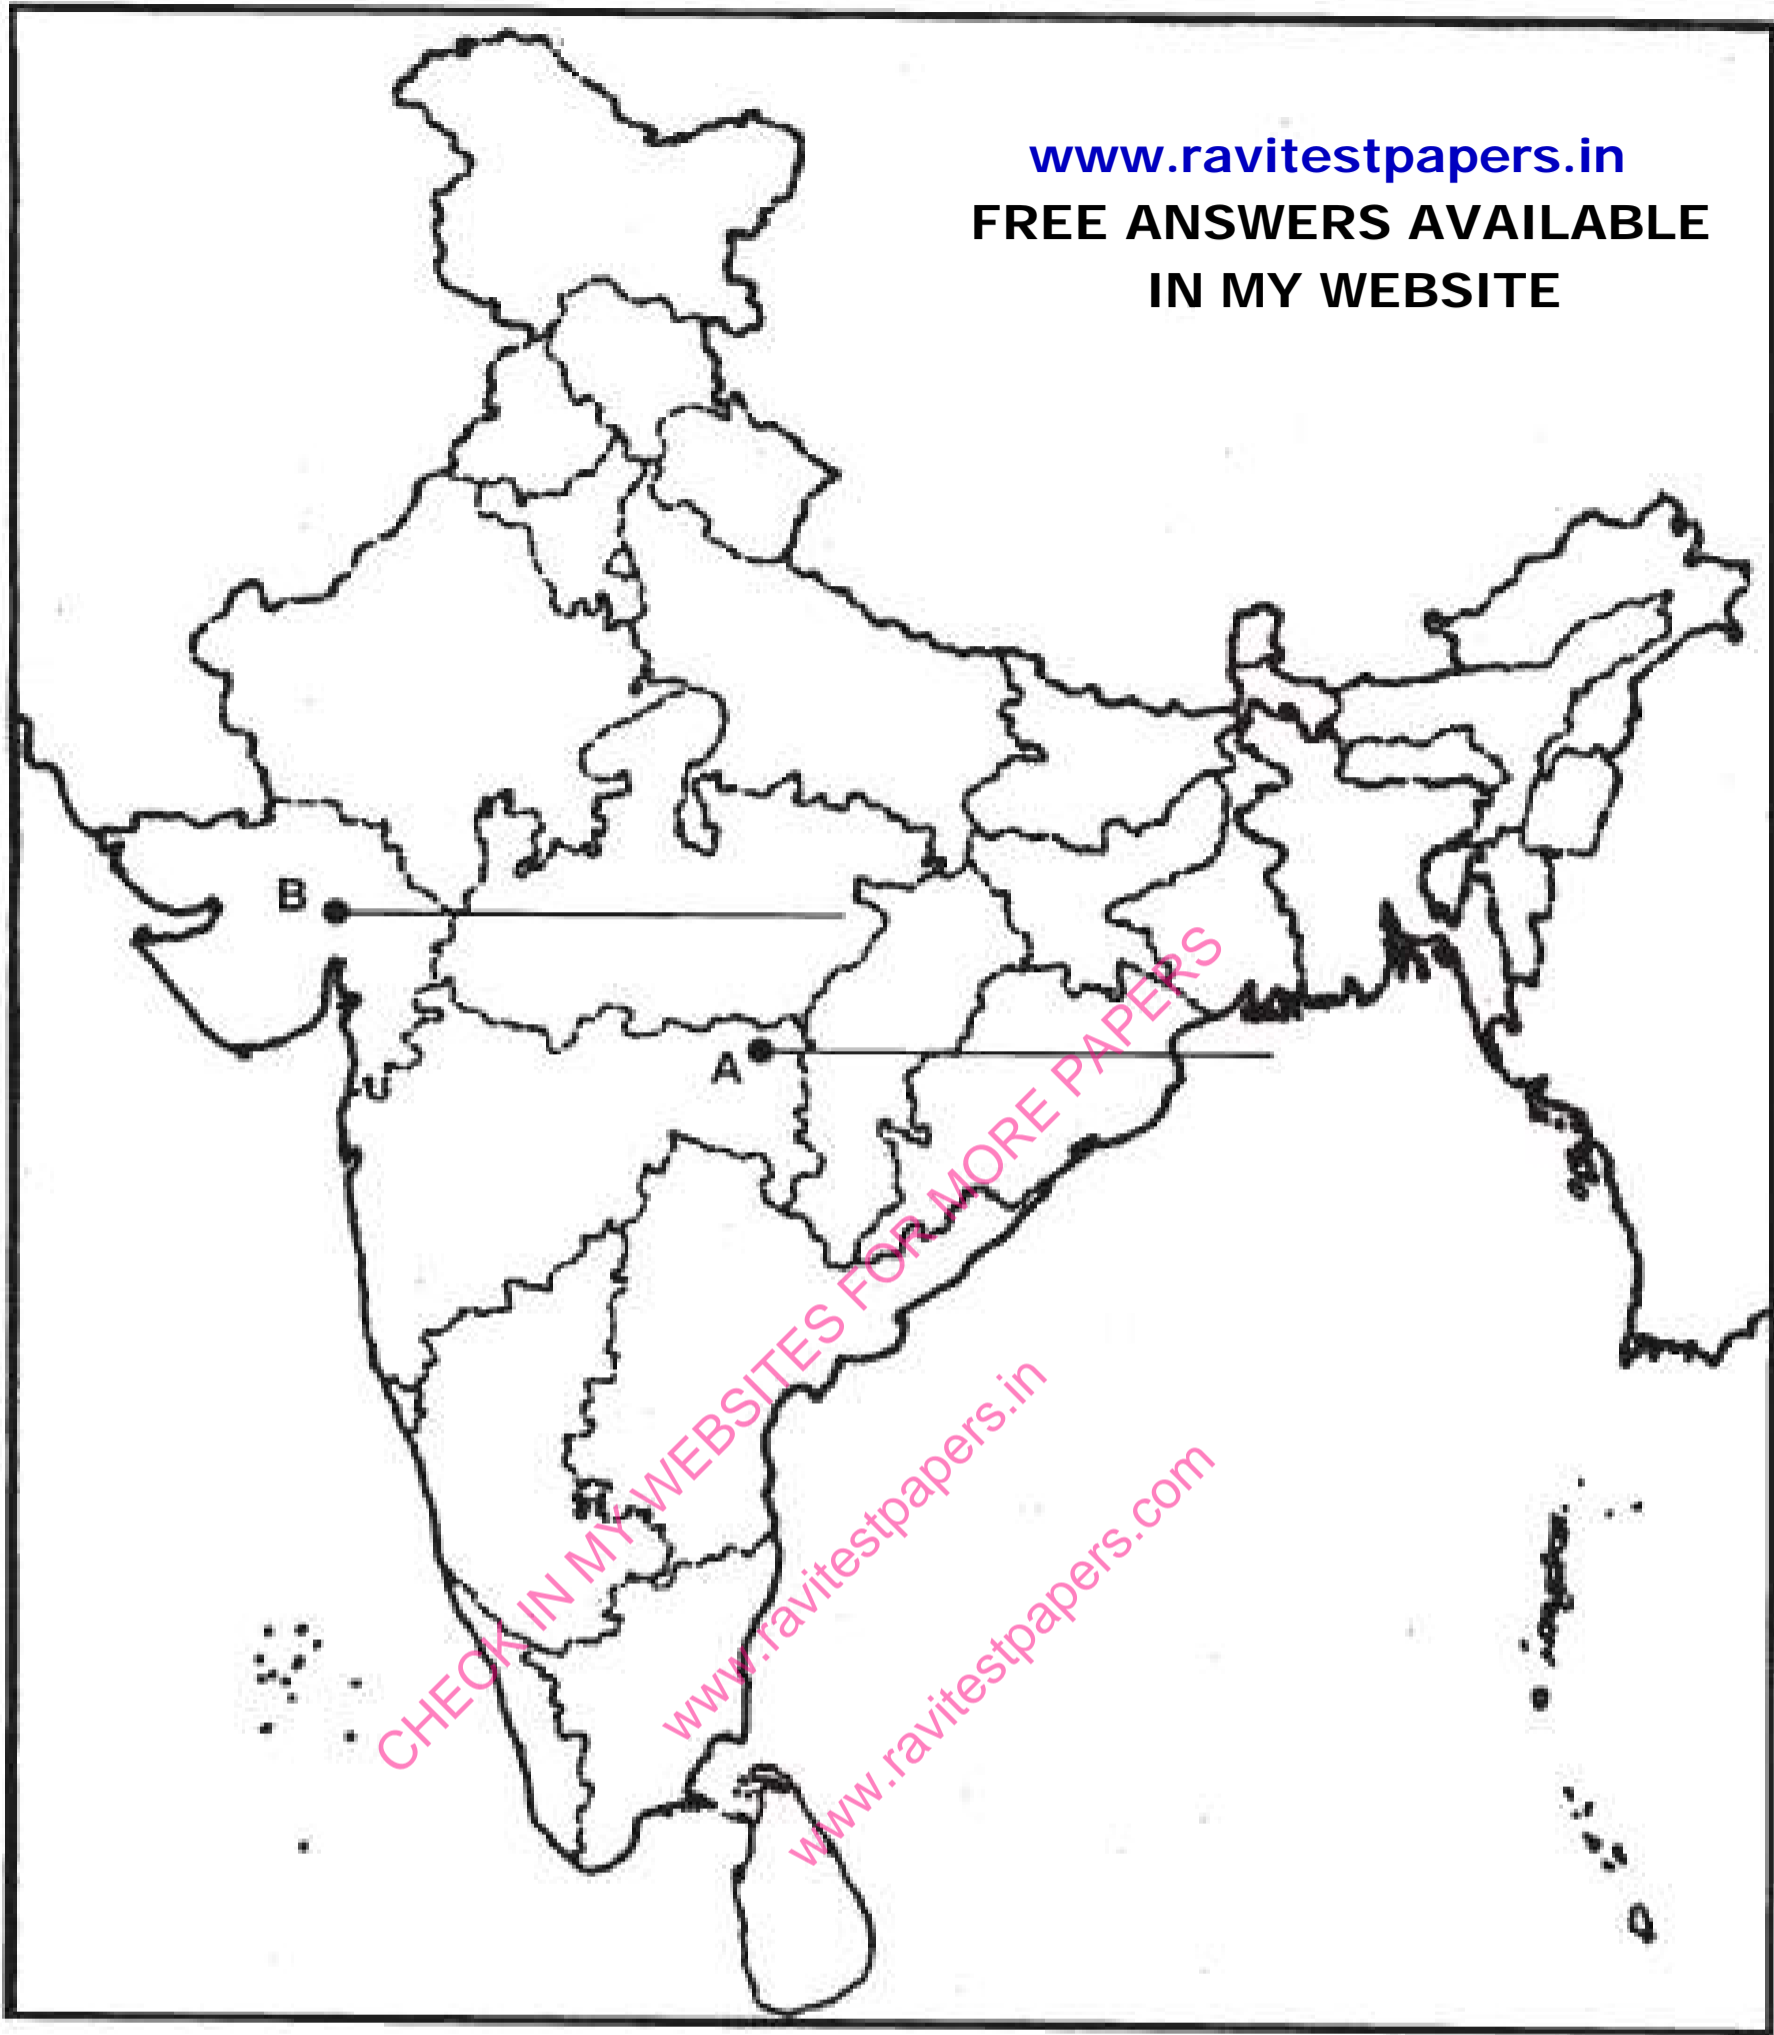 www.ravitestpapers.in
FREE ANSWERS AVAILABLE
IN MY WEBSITE
B
A
CHECK IN MY WEBSITES FOR MORE PAPERS
www.ravitestpapers.in
www.ravitestpapers.com